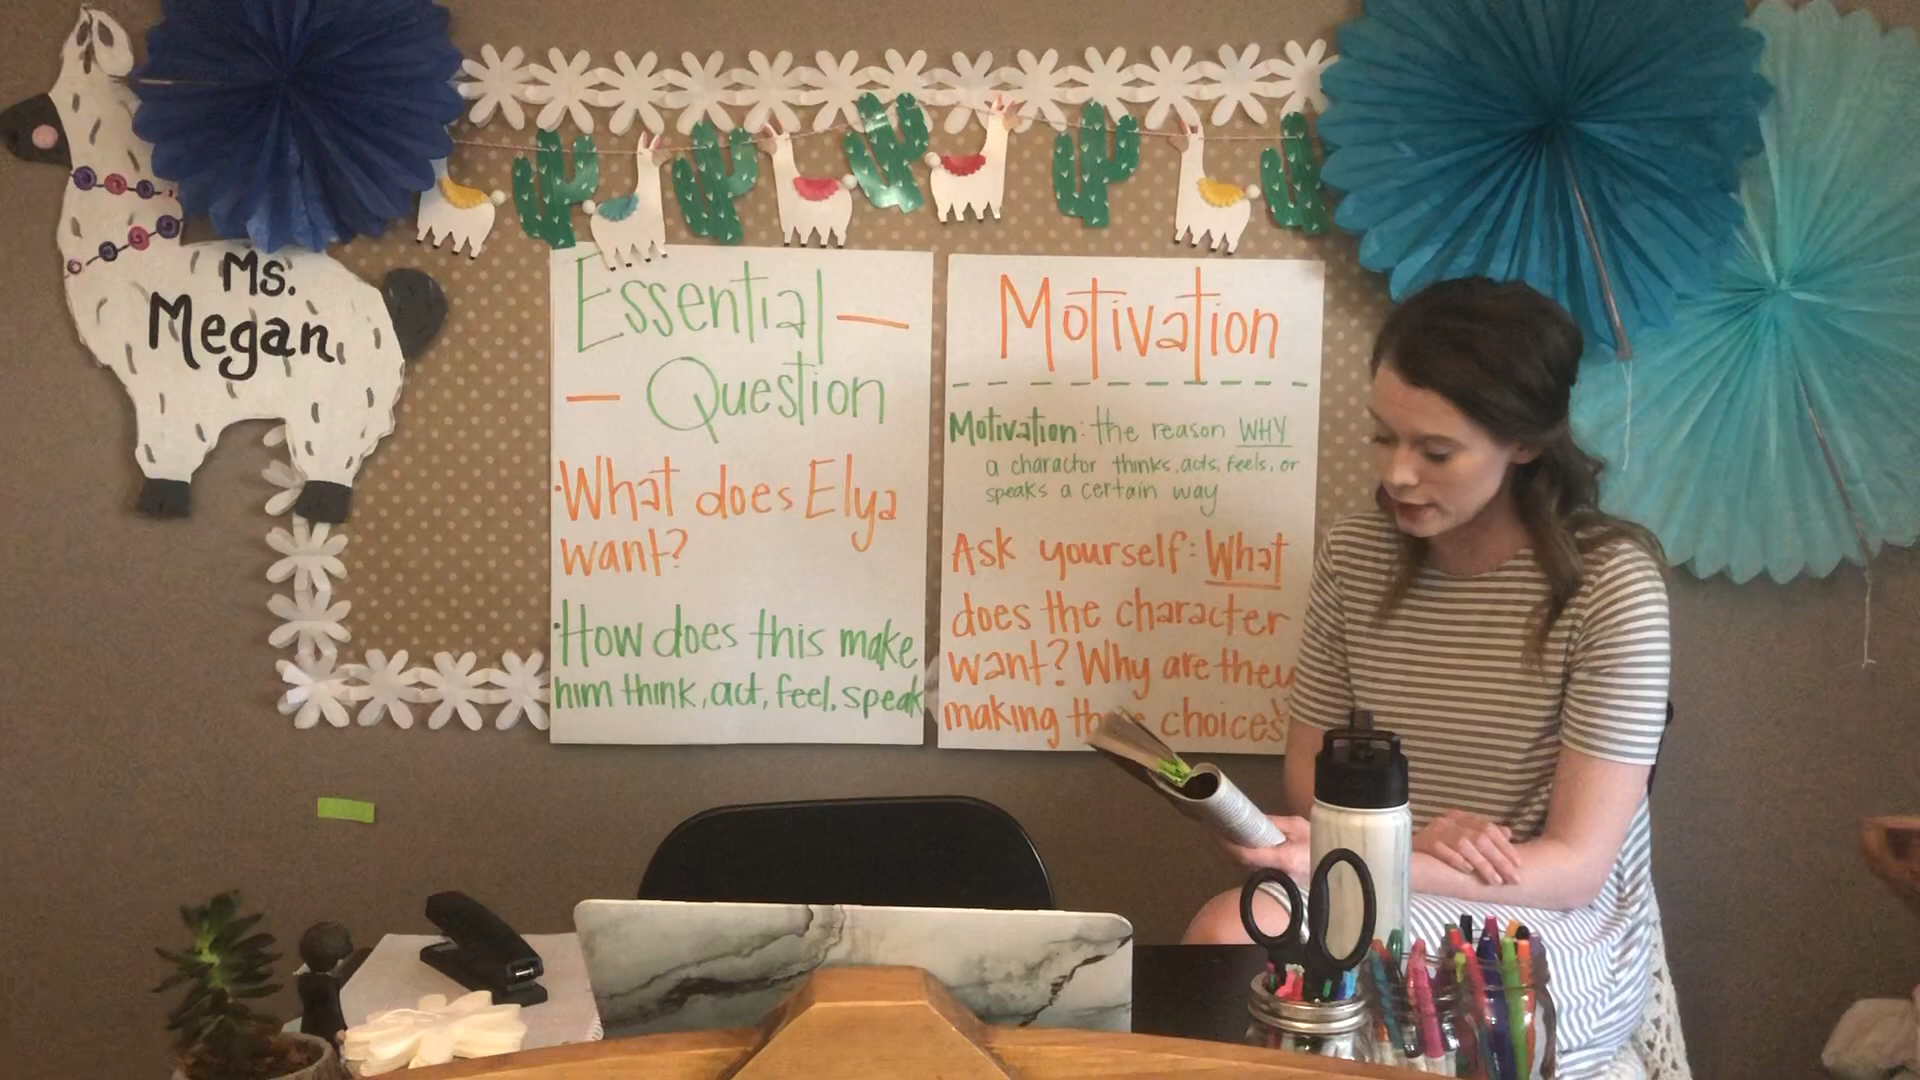 Ms.
Megan
Essential
Question
What does Elya
want?
How does this make
him think, act, feel, speak
Motivation
Motivation: the reason WHY
a charactor thinks, acts, feels, or
speaks a certain way
Ask yourself: What
does the character
want? Why are they
making choices